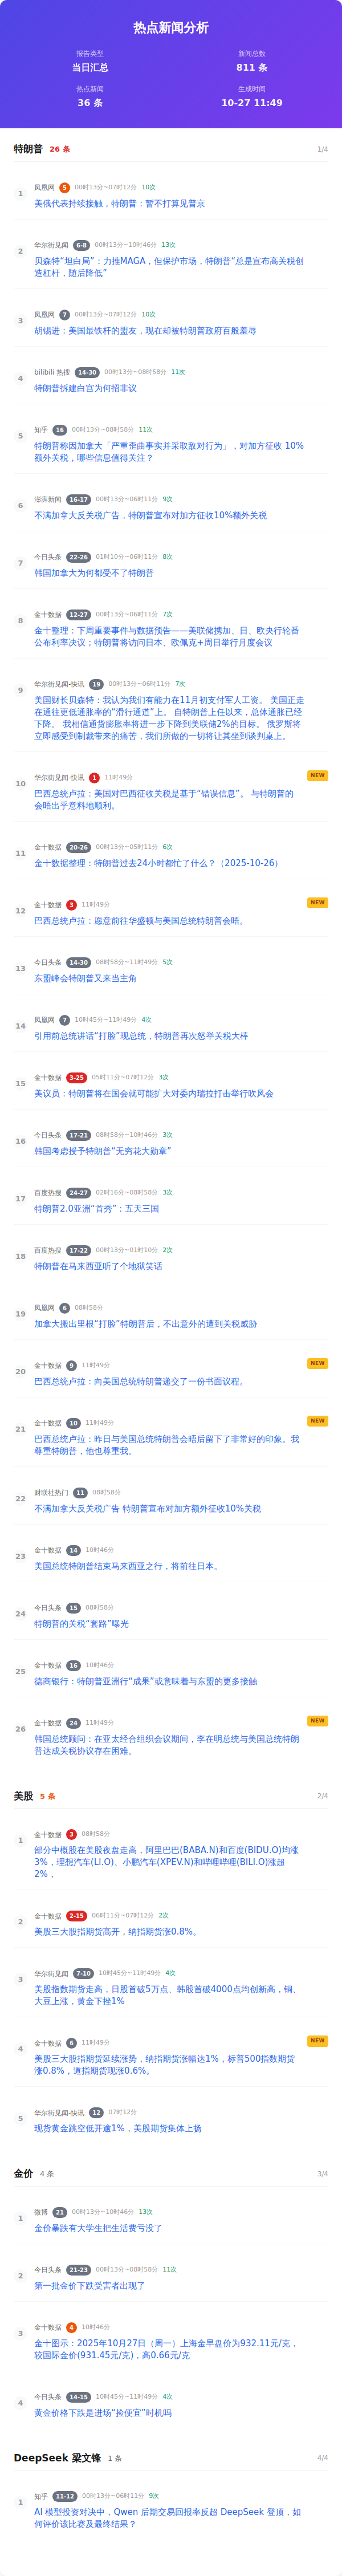 热点新闻分析
报告类型
新闻总数
当日汇总
811 条
热点新闻
生成时间
36 条
10-27 11:49
特朗普 26 条 1/4
1
凤凰网 5 00时13分~07时12分 10次
美俄代表持续接触，特朗普：暂不打算见普京
2
华尔街见闻 6-8 00时13分~10时46分 13次
贝森特“坦白局”：力推MAGA，但保护市场，特朗普“总是宣布高关税创
造杠杆，随后降低”
3
凤凰网 7 00时13分~07时12分 10次
胡锡进：美国最铁杆的盟友，现在却被特朗普政府百般羞辱
4
bilibili 热搜 14-30 00时13分~08时58分 11次
特朗普拆建白宫为何招非议
5
知乎 16 00时13分~08时58分 11次
特朗普称因加拿大「严重歪曲事实并采取敌对行为」，对加方征收 10%
额外关税，哪些信息值得关注？
6
澎湃新闻 16-17 00时13分~06时11分 9次
不满加拿大反关税广告，特朗普宣布对加方征收10%额外关税
7
今日头条 22-26 01时10分~06时11分 8次
韩国加拿大为何都受不了特朗普
8
金十数据 12-27 00时13分~06时11分 7次
金十整理：下周重要事件与数据预告——美联储携加、日、欧央行轮番
公布利率决议；特朗普将访问日本、欧佩克+周日举行月度会议
9
华尔街见闻-快讯 19 00时13分~06时11分 7次
美国财长贝森特：我认为我们有能力在11月初支付军人工资。 美国正走
在通往更低通胀率的“滑行通道”上。 自特朗普上任以来，总体通胀已经
下降。 我相信通货膨胀率将进一步下降到美联储2%的目标。 俄罗斯将
立即感受到制裁带来的痛苦，我们所做的一切将让其坐到谈判桌上。
10
华尔街见闻-快讯 1 11时49分 NEW
巴西总统卢拉：美国对巴西征收关税是基于“错误信息”。 与特朗普的
会晤出乎意料地顺利。
11
金十数据 20-26 00时13分~05时11分 6次
金十数据整理：特朗普过去24小时都忙了什么？（2025-10-26）
12
金十数据 3 11时49分 NEW
巴西总统卢拉：愿意前往华盛顿与美国总统特朗普会晤。
13
今日头条 14-30 08时58分~11时49分 5次
东盟峰会特朗普又来当主角
14
凤凰网 7 10时45分~11时49分 4次
引用前总统讲话“打脸”现总统，特朗普再次怒举关税大棒
15
金十数据 3-25 05时11分~07时12分 3次
美议员：特朗普将在国会就可能扩大对委内瑞拉打击举行吹风会
16
今日头条 17-21 08时58分~10时46分 3次
韩国考虑授予特朗普“无穷花大勋章”
17
百度热搜 24-27 02时16分~08时58分 3次
特朗普2.0亚洲“首秀”：五天三国
18
百度热搜 17-22 00时13分~01时10分 2次
特朗普在马来西亚听了个地狱笑话
19
凤凰网 6 08时58分
加拿大搬出里根“打脸”特朗普后，不出意外的遭到关税威胁
20
金十数据 9 11时49分 NEW
巴西总统卢拉：向美国总统特朗普递交了一份书面议程。
21
金十数据 10 11时49分 NEW
巴西总统卢拉：昨日与美国总统特朗普会晤后留下了非常好的印象。我
尊重特朗普，他也尊重我。
22
财联社热门 11 08时58分
不满加拿大反关税广告 特朗普宣布对加方额外征收10%关税
23
金十数据 14 10时46分
美国总统特朗普结束马来西亚之行，将前往日本。
24
今日头条 15 08时58分
特朗普的关税“套路”曝光
25
金十数据 16 10时46分
德商银行：特朗普亚洲行“成果”或意味着与东盟的更多接触
26
金十数据 24 11时49分 NEW
韩国总统顾问：在亚太经合组织会议期间，李在明总统与美国总统特朗
普达成关税协议存在困难。
美股 5 条 2/4
1
金十数据 3 08时58分
部分中概股在美股夜盘走高，阿里巴巴(BABA.N)和百度(BIDU.O)均涨
3%，理想汽车(LI.O)、小鹏汽车(XPEV.N)和哔哩哔哩(BILI.O)涨超
2%，
2
金十数据 2-15 06时11分~07时12分 2次
美股三大股指期货高开，纳指期货涨0.8%。
3
华尔街见闻 7-10 10时45分~11时49分 4次
美股指数期货走高，日股首破5万点、韩股首破4000点均创新高，铜、
大豆上涨，黄金下挫1%
4
金十数据 6 11时49分 NEW
美股三大股指期货延续涨势，纳指期货涨幅达1%，标普500指数期货
涨0.8%，道指期货现涨0.6%。
5
华尔街见闻-快讯 12 07时12分
现货黄金跳空低开逾1%，美股期货集体上扬
金价 4 条 3/4
1
微博 21 00时13分~10时46分 13次
金价暴跌有大学生把生活费亏没了
2
今日头条 21-23 00时13分~08时58分 11次
第一批金价下跌受害者出现了
3
金十数据 4 10时46分
金十图示：2025年10月27日（周一）上海金早盘价为932.11元/克，
较国际金价(931.45元/克)，高0.66元/克
4
今日头条 14-15 10时45分~11时49分 4次
黄金价格下跌是进场“捡便宜”时机吗
DeepSeek 梁文锋 1 条 4/4
1
知乎 11-12 00时13分~06时11分 9次
AI 模型投资对决中，Qwen 后期交易回报率反超 DeepSeek 登顶，如
何评价该比赛及最终结果？